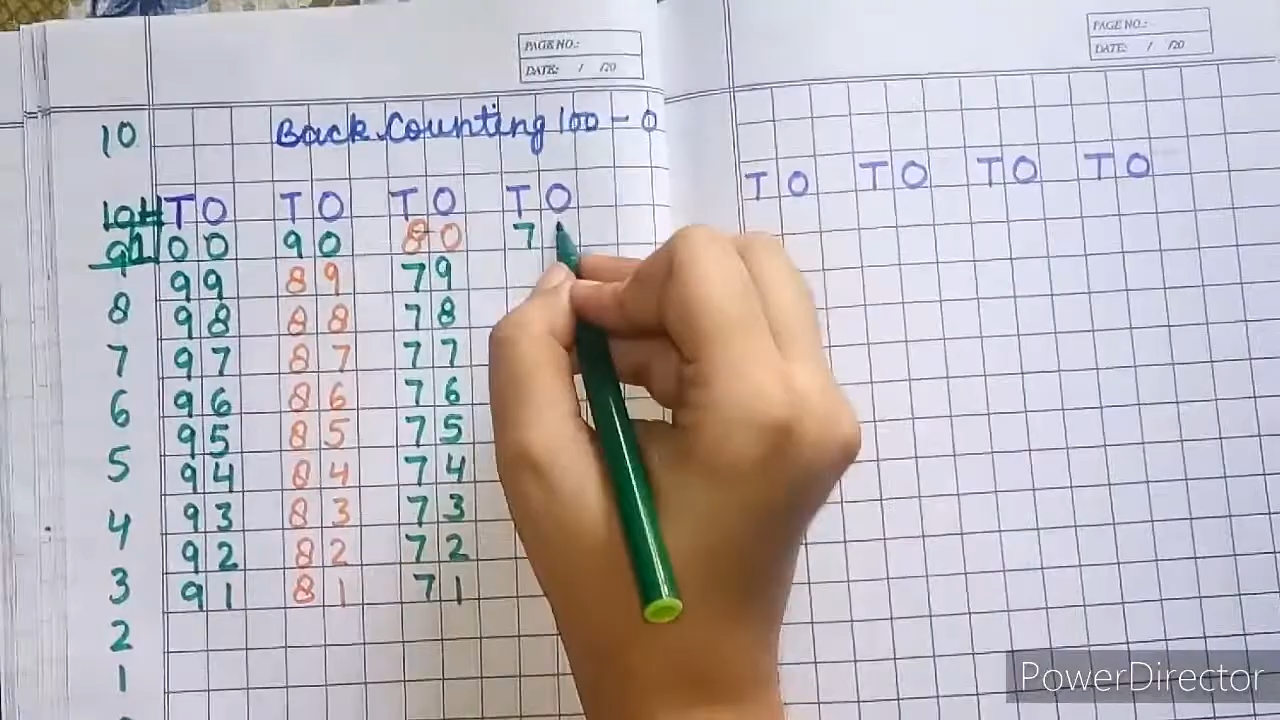 PAGE NO.:
DATE: / /20
PAGE NO.:
DATE: / /20
10 Back Counting 100 - 0
T O T O T O T O
10 H T O T O T O T O
9 1 0 0 9 0 8 0 7
9 9 8 9 7 9
8 9 8 8 8 7 8
7 9 7 8 7 7 7
6 9 6 8 6 7 6
5 9 5 8 5 7 5
4 9 4 8 4 7 4
9 3 8 3 7 3
9 2 8 2 7 2
3 9 1 8 1 7 1
2
1
PowerDirector